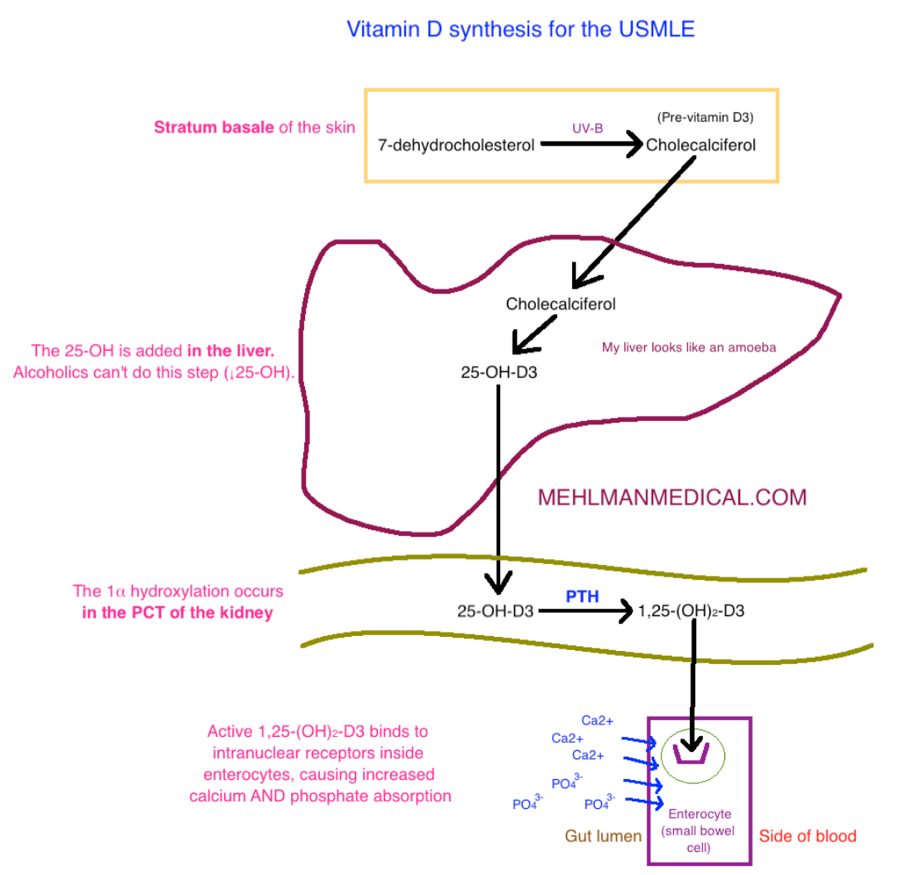 Vitamin D synthesis for the USMLE
Stratum basale of the skin
7-dehydrocholesterol
UV-B
(Pre-vitamin D3)
Cholecalciferol
Cholecalciferol
25-OH-D3
My liver looks like an amoeba
The 25-OH is added in the liver.
Alcoholics can't do this step (↓25-OH).
MEHLMANMEDICAL.COM
The 1α hydroxylation occurs
in the PCT of the kidney
25-OH-D3
PTH
1,25-(OH)₂-D3
Active 1,25-(OH)₂-D3 binds to
intranuclear receptors inside
enterocytes, causing increased
calcium AND phosphate absorption
Ca2+
Ca2+
Ca2+
PO₄³⁻
PO₄³⁻
PO₄³⁻
Gut lumen
Enterocyte
(small bowel
cell)
Side of blood